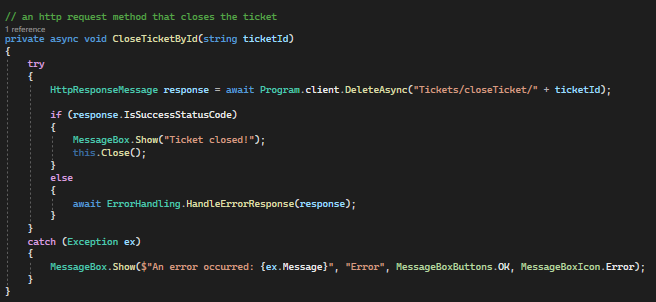 // an http request method that closes the ticket
1 reference
private async void CloseTicketById(string ticketId)
{
try
{
HttpResponseMessage response = await Program.client.DeleteAsync("Tickets/closeTicket/" + ticketId);
if (response.IsSuccessStatusCode)
{
MessageBox.Show("Ticket closed!");
this.Close();
}
else
{
await ErrorHandling.HandleErrorResponse(response);
}
}
catch (Exception ex)
{
MessageBox.Show($"An error occurred: {ex.Message}", "Error", MessageBoxButtons.OK, MessageBoxIcon.Error);
}
}